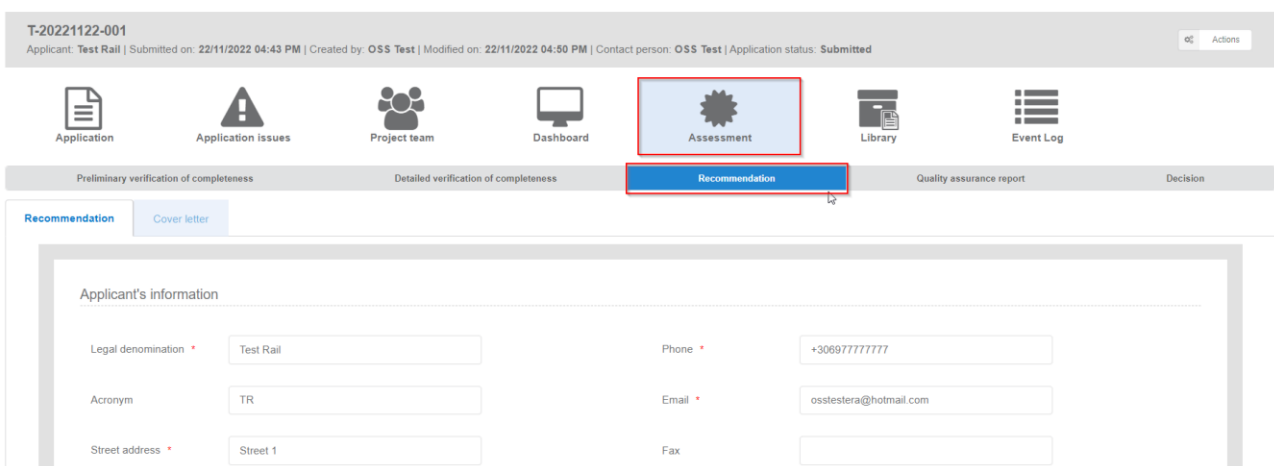 T-20221122-001
Applicant: Test Rail | Submitted on: 22/11/2022 04:43 PM | Created by: OSS Test | Modified on: 22/11/2022 04:50 PM | Contact person: OSS Test | Application status: Submitted
Actions
Application Application issues Project team Dashboard Assessment Library Event Log
Preliminary verification of completeness Detailed verification of completeness Recommendation Quality assurance report Decision
Recommendation Cover letter
Applicant's information
Legal denomination * Test Rail Phone * +306977777777
Acronym TR Email * osstestera@hotmail.com
Street address * Street 1 Fax